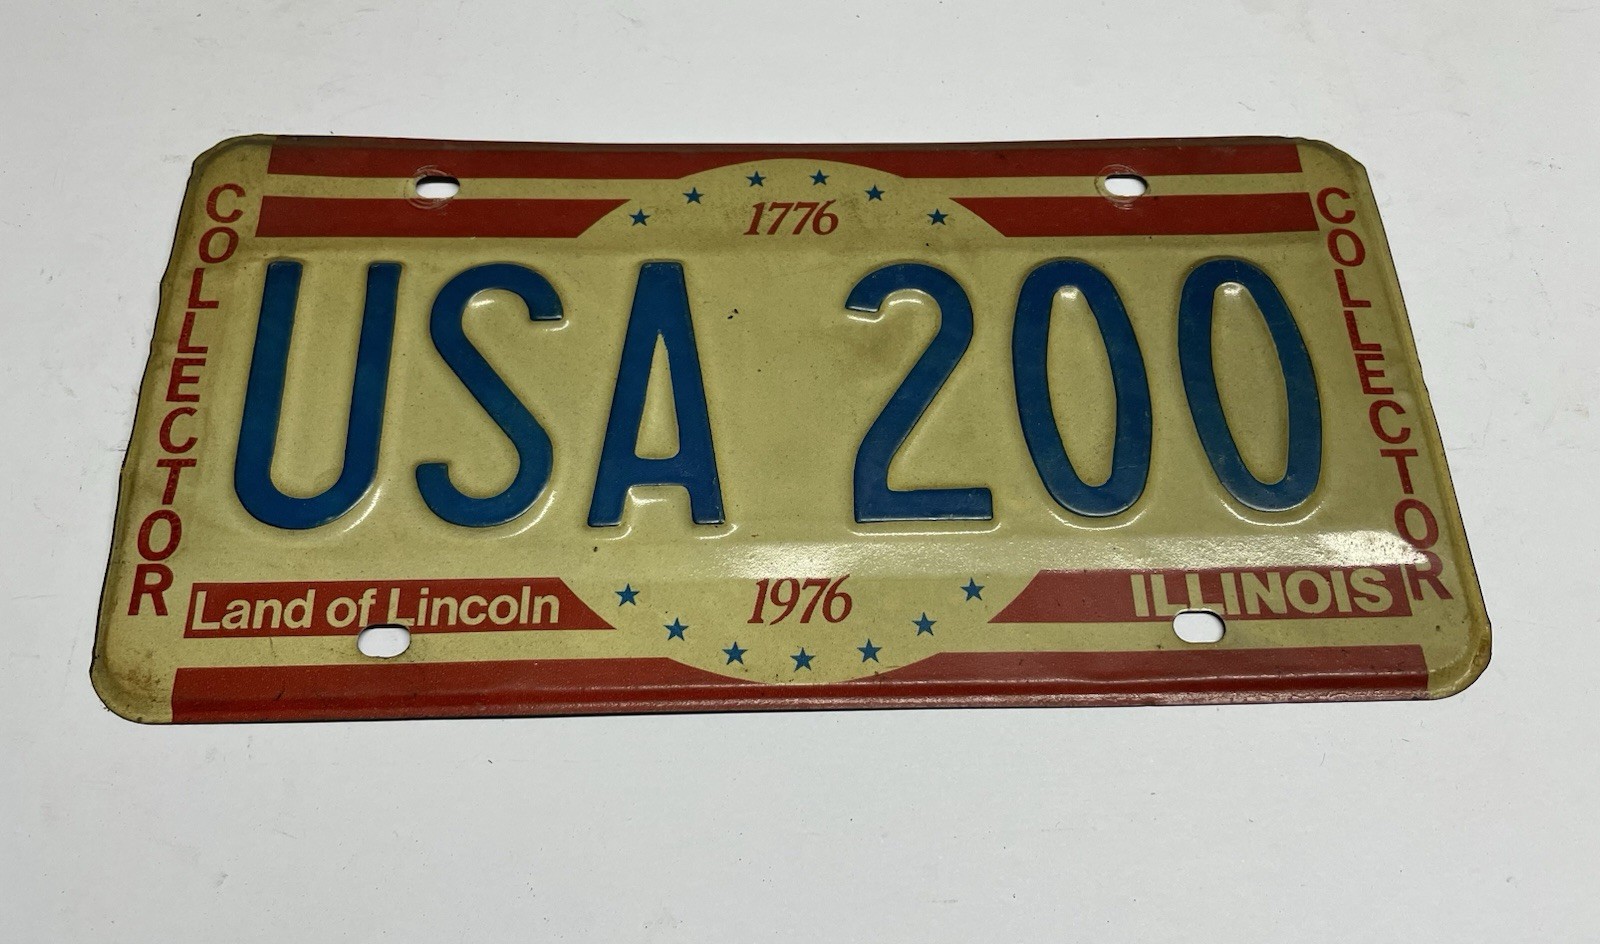 1776
COLLECTOR
USA 200
COLLECTOR
Land of Lincoln
1976
ILLINOIS